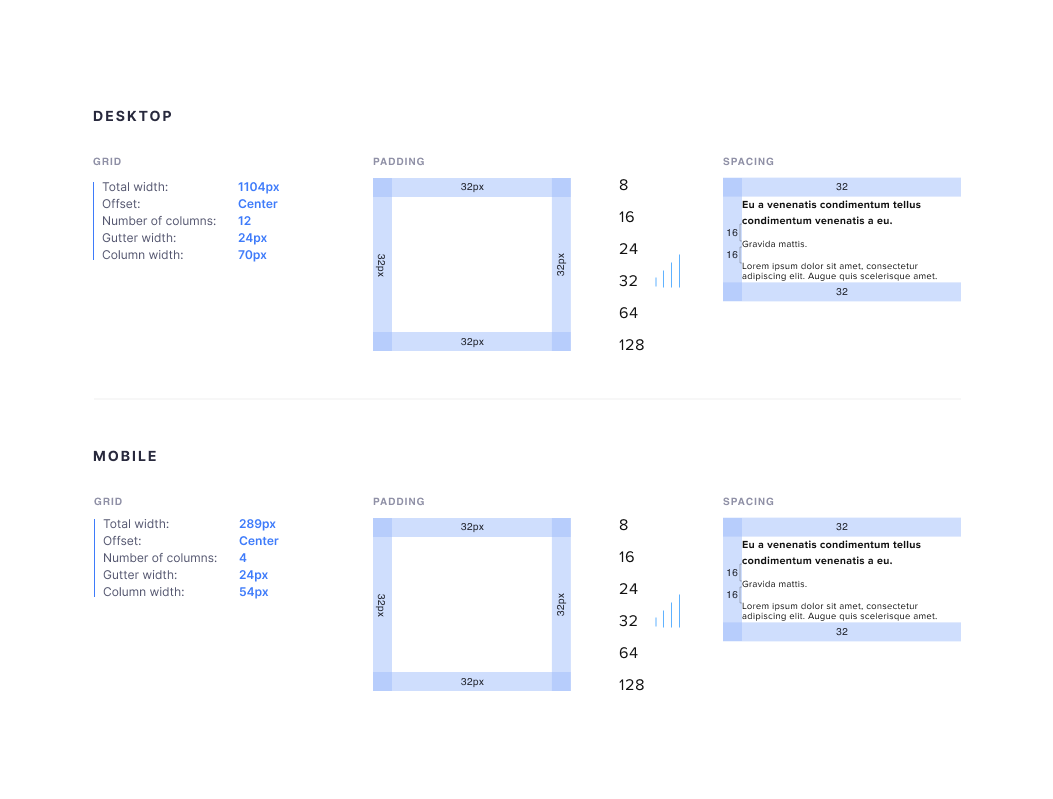 DESKTOP
GRID
Total width: 1104px
Offset: Center
Number of columns: 12
Gutter width: 24px
Column width: 70px
PADDING
32px
32px
32px
32px
8
16
24
32
64
128
SPACING
32
Eu a venenatis condimentum tellus
condimentum venenatis a eu.
16
Gravida mattis.
16
Lorem ipsum dolor sit amet, consectetur
adipiscing elit. Augue quis scelerisque amet.
32
MOBILE
GRID
Total width: 289px
Offset: Center
Number of columns: 4
Gutter width: 24px
Column width: 54px
PADDING
32px
32px
32px
32px
8
16
24
32
64
128
SPACING
32
Eu a venenatis condimentum tellus
condimentum venenatis a eu.
16
Gravida mattis.
16
Lorem ipsum dolor sit amet, consectetur
adipiscing elit. Augue quis scelerisque amet.
32